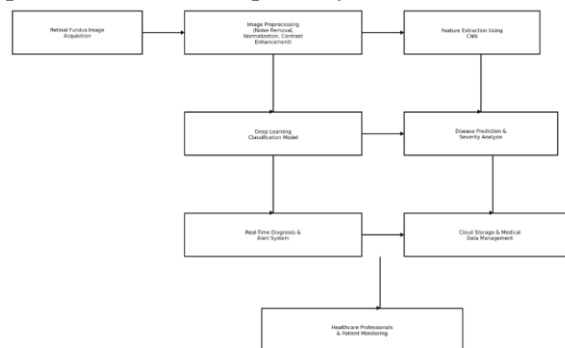 Retinal Fundus Image
Acquisition
Image Preprocessing
(Noise Removal,
Normalization, Contrast
Enhancement)
Feature Extraction Using
CNN
Deep Learning
Classification Model
Disease Prediction &
Severity Analysis
Real-Time Diagnosis &
Alert System
Cloud Storage & Medical
Data Management
Healthcare Professionals
& Patient Monitoring